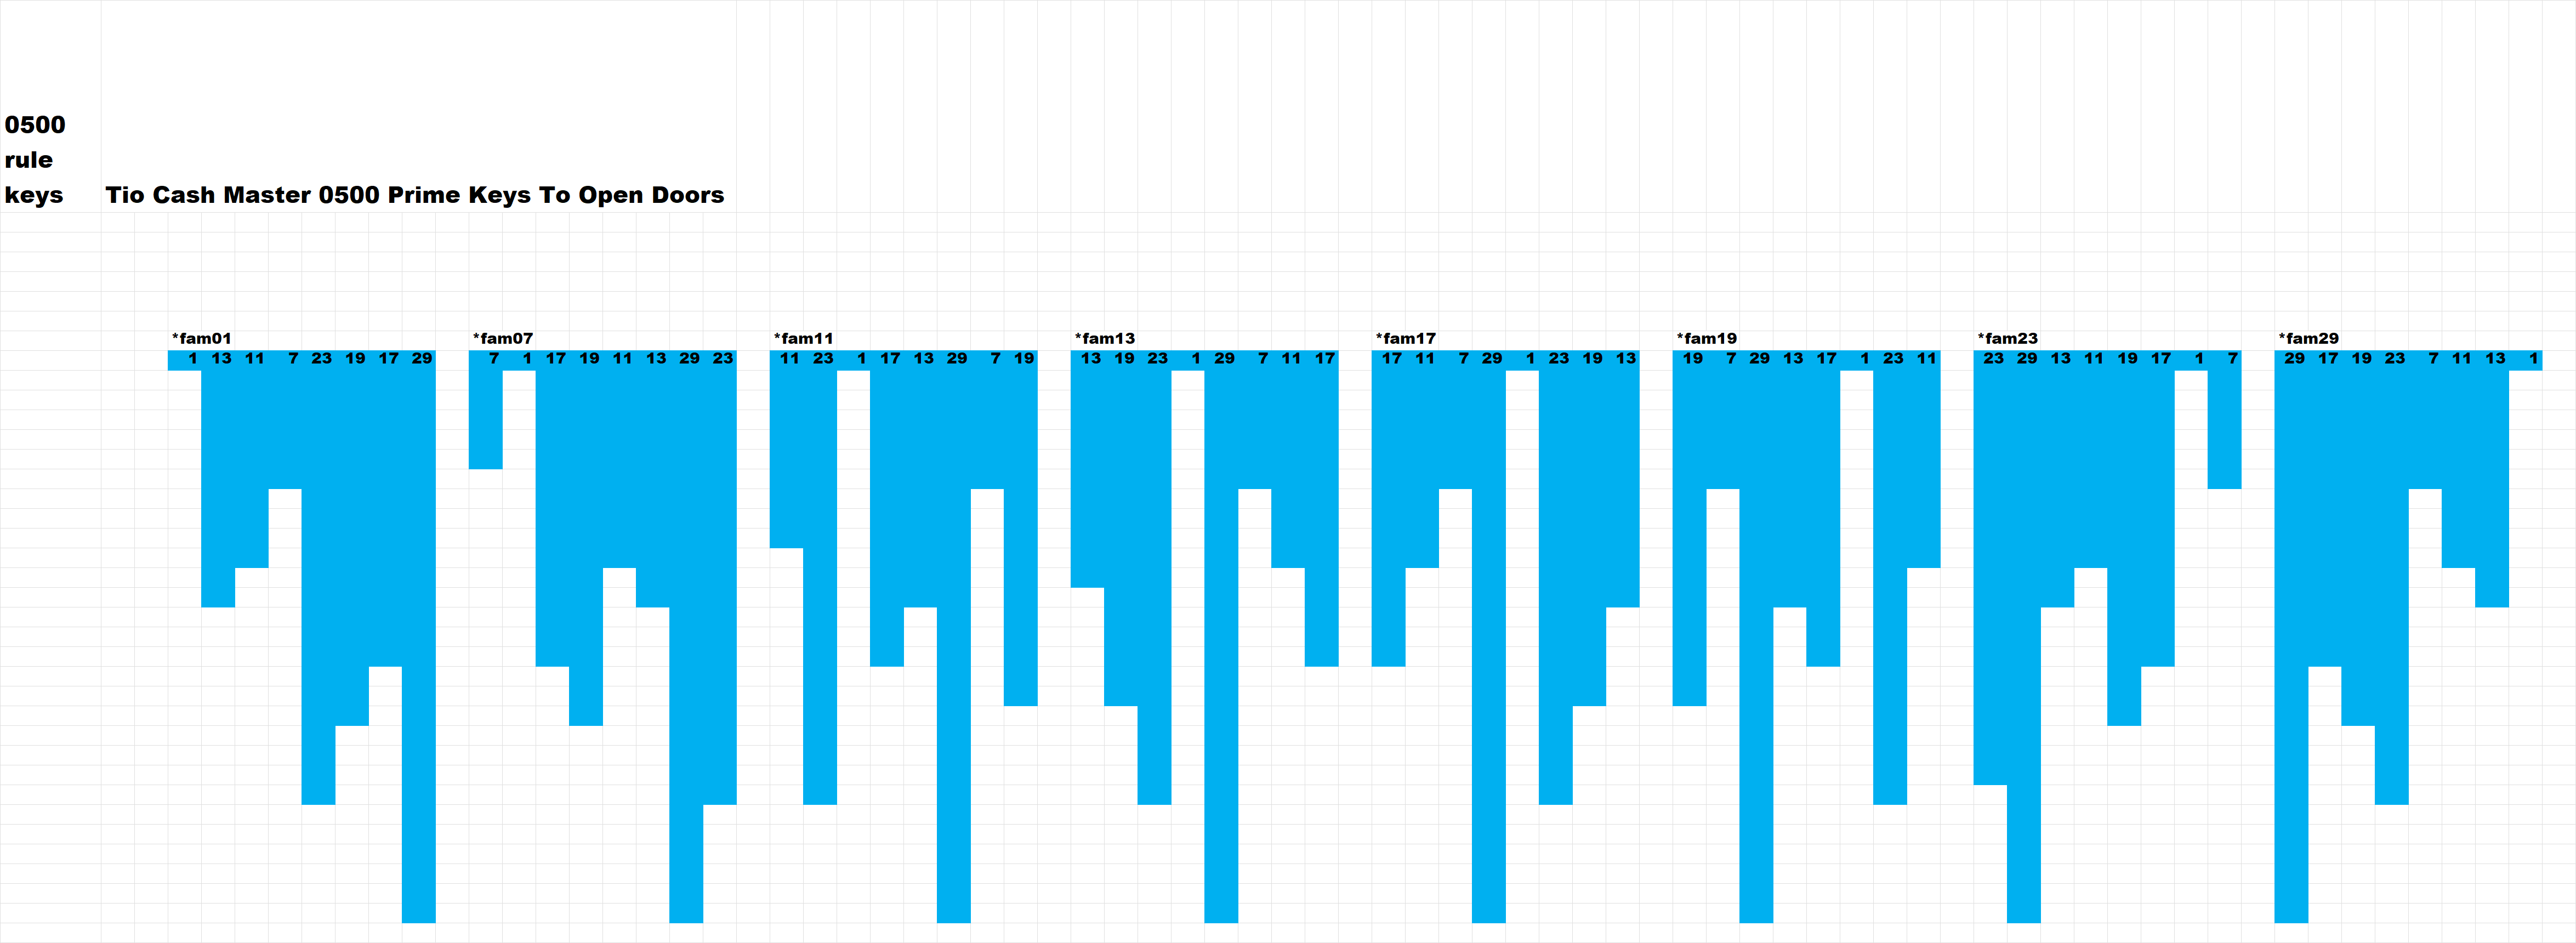 0500
rule
keys
Tio Cash Master 0500 Prime Keys To Open Doors
*fam01 *fam07 *fam11 *fam13 *fam17 *fam19 *fam23 *fam29
1 13 11 7 23 19 17 29 7 1 17 19 11 13 29 23 11 23 1 17 13 29 7 19 13 19 23 1 29 7 11 17 17 11 7 29 1 23 19 13 19 7 29 13 17 1 23 11 23 29 13 11 19 17 1 7 29 17 19 23 7 11 13 1